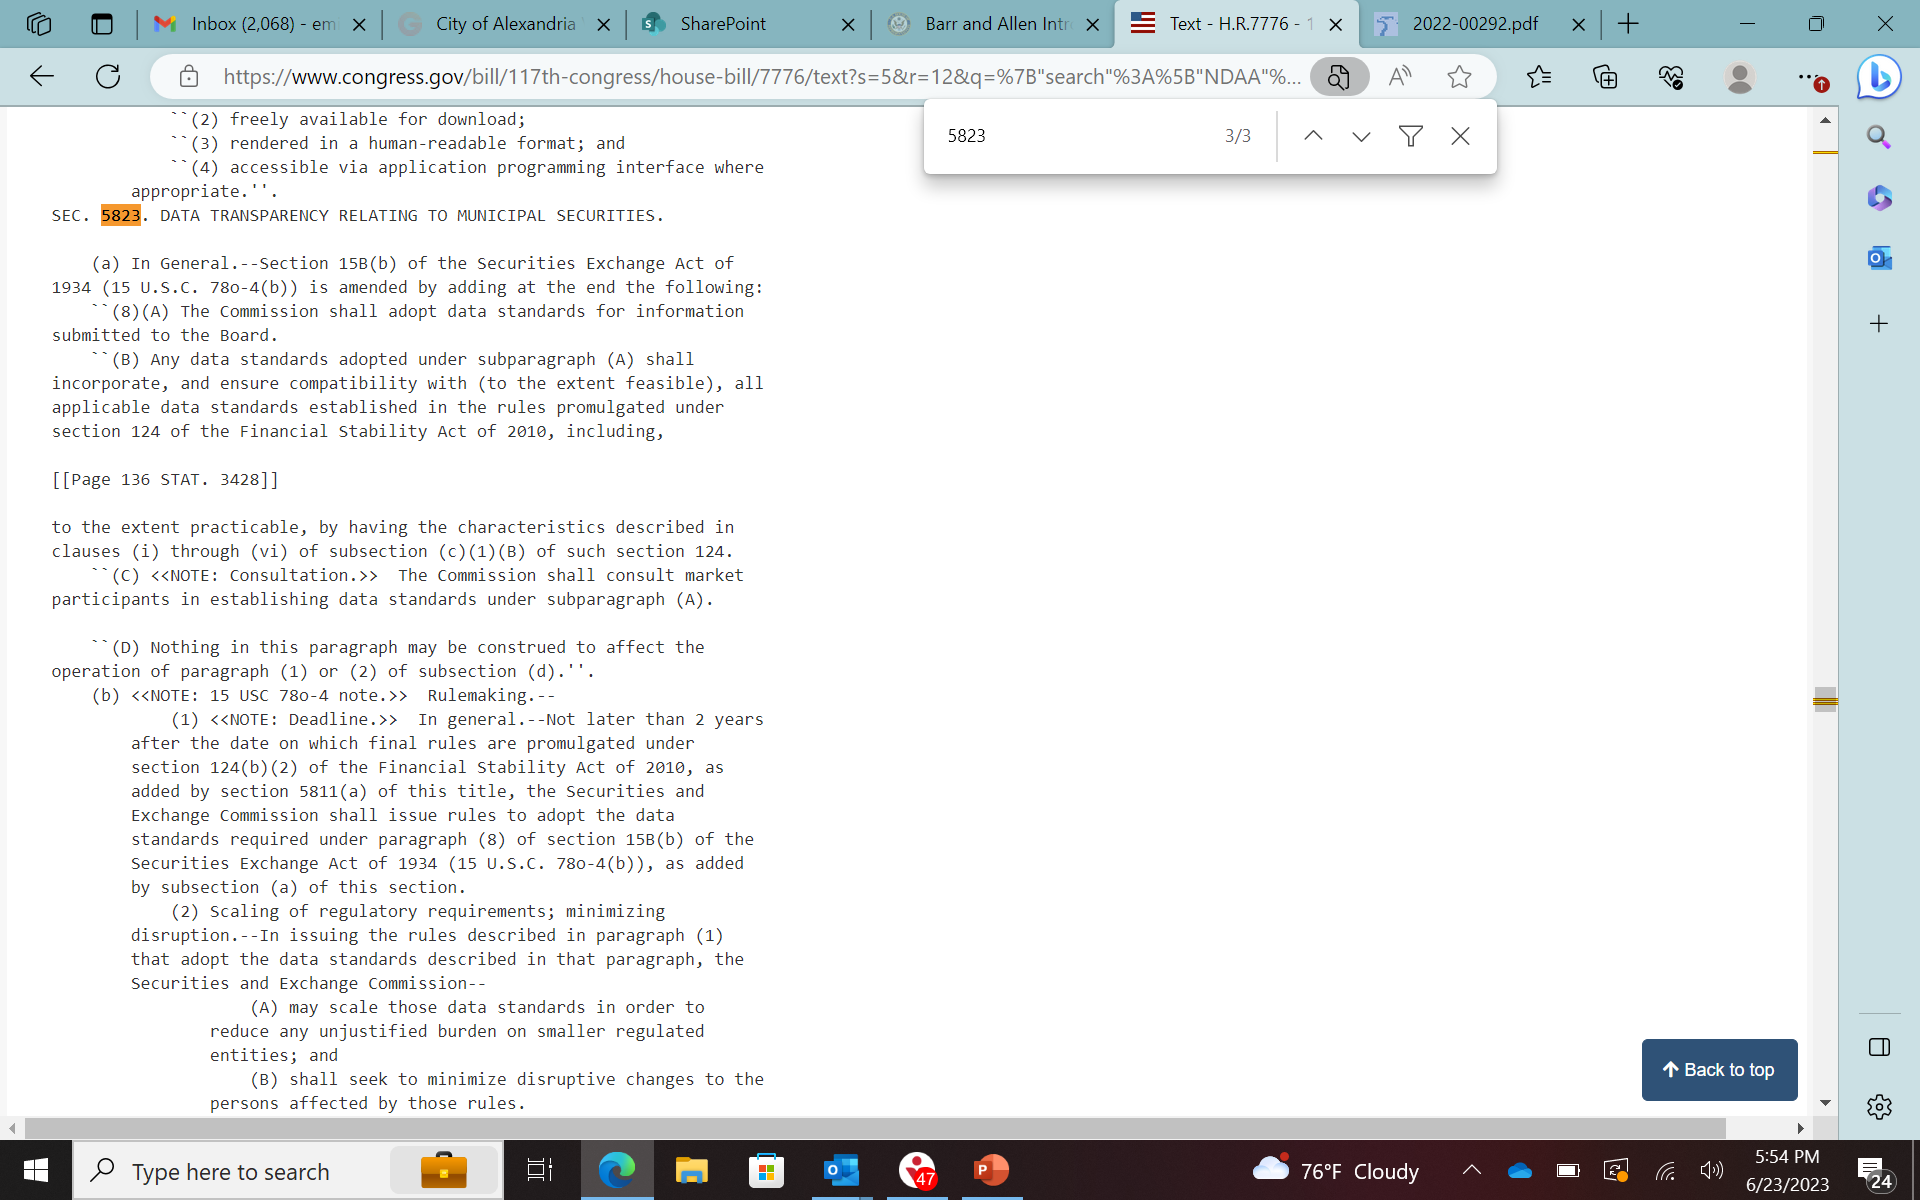 Inbox (2,068) - em
City of Alexandria
SharePoint
Barr and Allen Intr
Text - H.R.7776 - 1
2022-00292.pdf
https://www.congress.gov/bill/117th-congress/house-bill/7776/text?s=5&r=12&q=%7B"search"%3A%5B"NDAA"%...
5823
3/3
``(2) freely available for download;
``(3) rendered in a human-readable format; and
``(4) accessible via application programming interface where
appropriate.''.
SEC. 5823. DATA TRANSPARENCY RELATING TO MUNICIPAL SECURITIES.
(a) In General.--Section 15B(b) of the Securities Exchange Act of
1934 (15 U.S.C. 78o-4(b)) is amended by adding at the end the following:
``(8)(A) The Commission shall adopt data standards for information
submitted to the Board.
``(B) Any data standards adopted under subparagraph (A) shall
incorporate, and ensure compatibility with (to the extent feasible), all
applicable data standards established in the rules promulgated under
section 124 of the Financial Stability Act of 2010, including,
[[Page 136 STAT. 3428]]
to the extent practicable, by having the characteristics described in
clauses (i) through (vi) of subsection (c)(1)(B) of such section 124.
``(C) <<NOTE: Consultation.>>  The Commission shall consult market
participants in establishing data standards under subparagraph (A).
``(D) Nothing in this paragraph may be construed to affect the
operation of paragraph (1) or (2) of subsection (d).''.
(b) <<NOTE: 15 USC 78o-4 note.>>  Rulemaking.--
(1) <<NOTE: Deadline.>>  In general.--Not later than 2 years
after the date on which final rules are promulgated under
section 124(b)(2) of the Financial Stability Act of 2010, as
added by section 5811(a) of this title, the Securities and
Exchange Commission shall issue rules to adopt the data
standards required under paragraph (8) of section 15B(b) of the
Securities Exchange Act of 1934 (15 U.S.C. 78o-4(b)), as added
by subsection (a) of this section.
(2) Scaling of regulatory requirements; minimizing
disruption.--In issuing the rules described in paragraph (1)
that adopt the data standards described in that paragraph, the
Securities and Exchange Commission--
(A) may scale those data standards in order to
reduce any unjustified burden on smaller regulated
entities; and
(B) shall seek to minimize disruptive changes to the
persons affected by those rules.
Back to top
Type here to search
47
76°F Cloudy
5:54 PM
6/23/2023
24